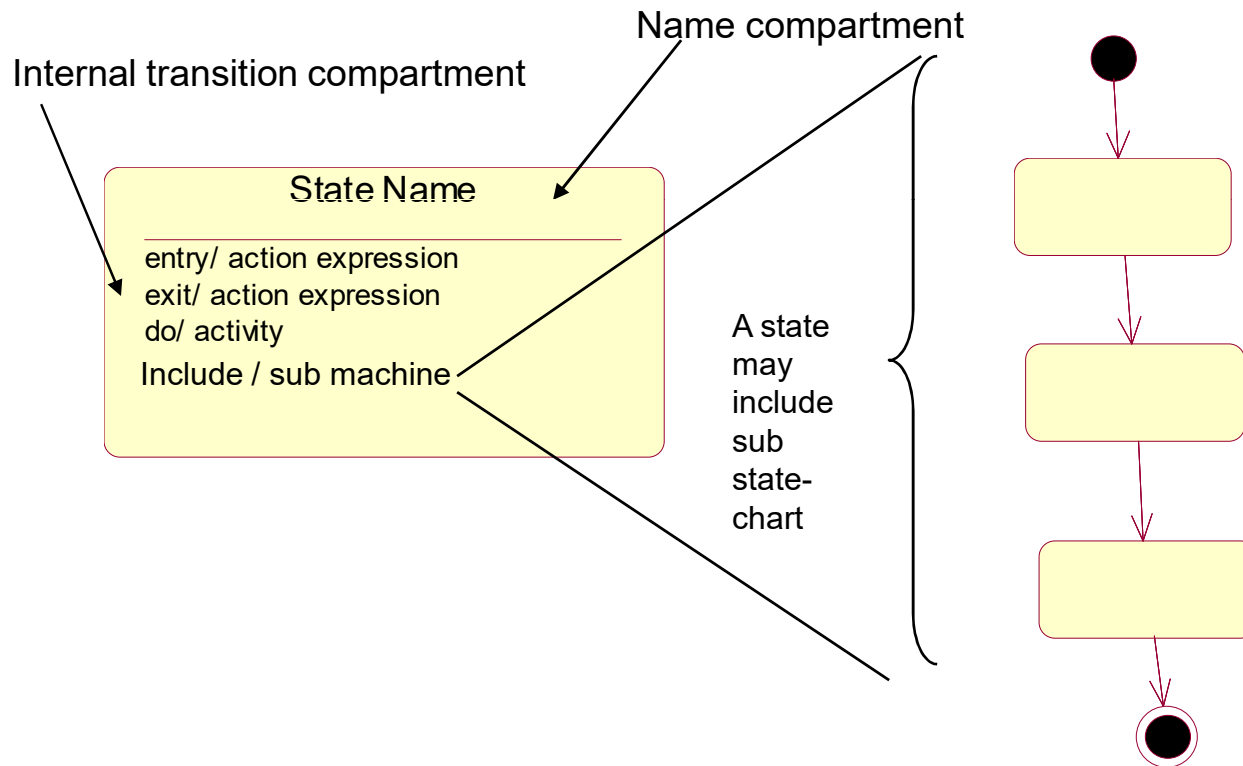 Name compartment
Internal transition compartment
State Name
entry/ action expression
exit/ action expression
do/ activity
Include / sub machine
A state
may
include
sub
state-
chart